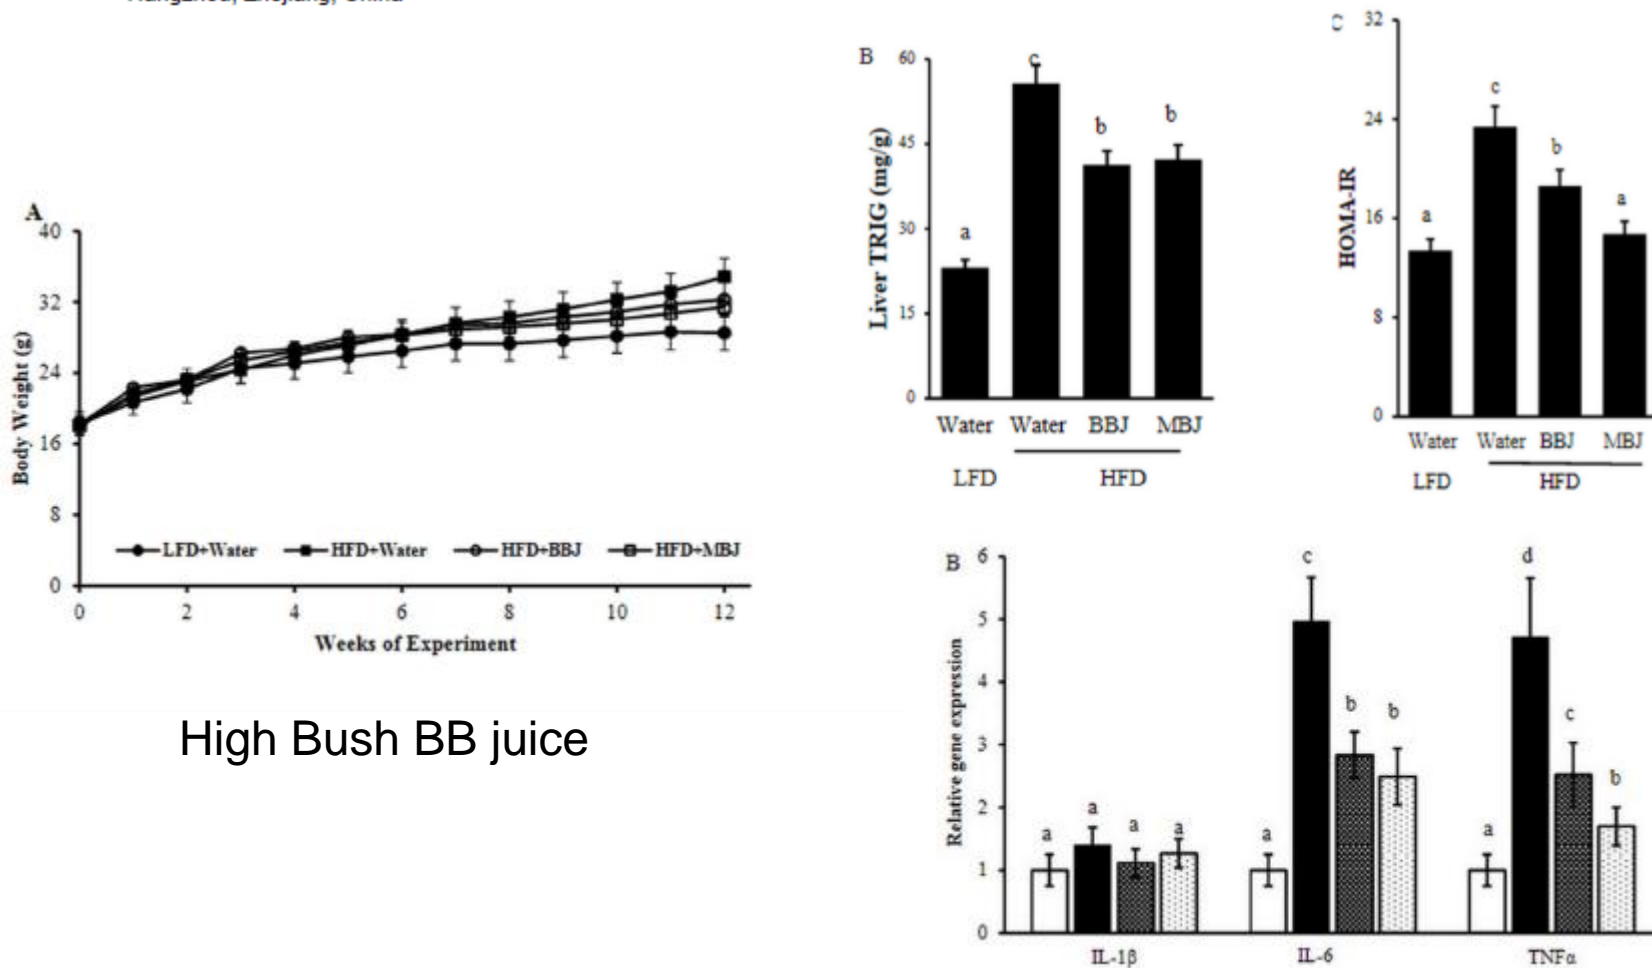 Hangzhou, Zhejiang, China
A
40
32
24
16
8
0
Body Weight (g)
LFD+Water HFD+Water HFD+BBJ HFD+MBJ
0 2 4 6 8 10 12
Weeks of Experiment
High Bush BB juice
B
60
45
30
15
0
Liver TRIG (mg/g)
a c b b
Water Water BBJ MBJ
LFD HFD
C
32
24
16
8
0
HOMA-IR
a c b a
Water Water BBJ MBJ
LFD HFD
B
6
5
4
3
2
1
0
Relative gene expression
a a a a a c b b a d c b
IL-1β IL-6 TNFα